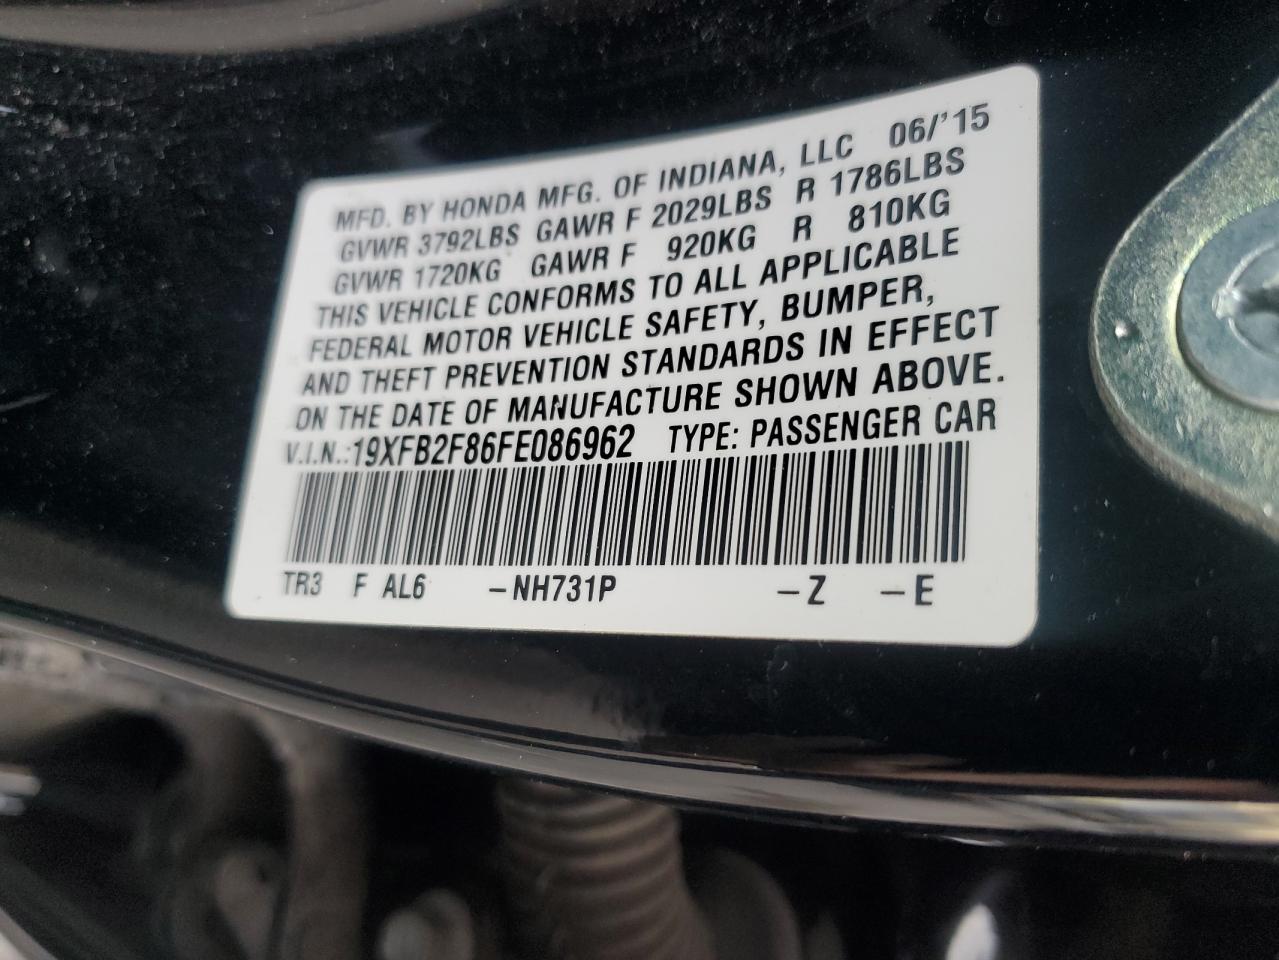 MFD. BY HONDA MFG. OF INDIANA, LLC 06/'15
GVWR 3792LBS GAWR F 2029LBS R 1786LBS
GVWR 1720KG GAWR F 920KG R 810KG
THIS VEHICLE CONFORMS TO ALL APPLICABLE
FEDERAL MOTOR VEHICLE SAFETY, BUMPER,
AND THEFT PREVENTION STANDARDS IN EFFECT
ON THE DATE OF MANUFACTURE SHOWN ABOVE.
V.I.N.:19XFB2F86FE086962 TYPE: PASSENGER CAR
TR3 F AL6 -NH731P -Z -E